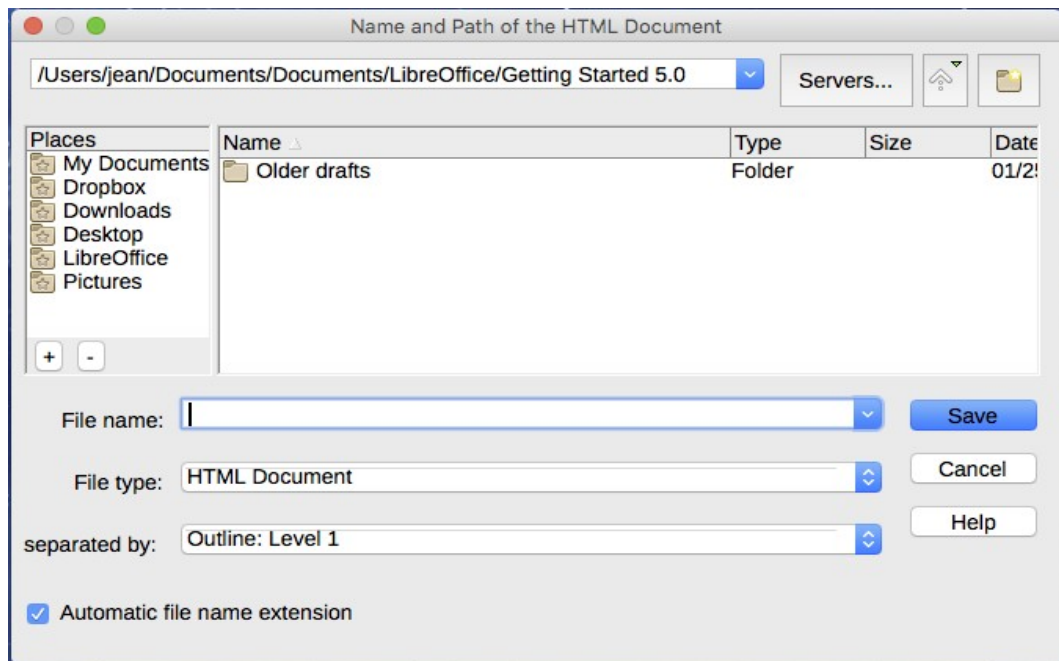 Name and Path of the HTML Document
/Users/jean/Documents/Documents/LibreOffice/Getting Started 5.0
Servers...
Places
My Documents
Dropbox
Downloads
Desktop
LibreOffice
Pictures
+ -
Name Type Size Date
Older drafts Folder 01/25
File name:
Save
File type: HTML Document
Cancel
separated by: Outline: Level 1
Help
Automatic file name extension